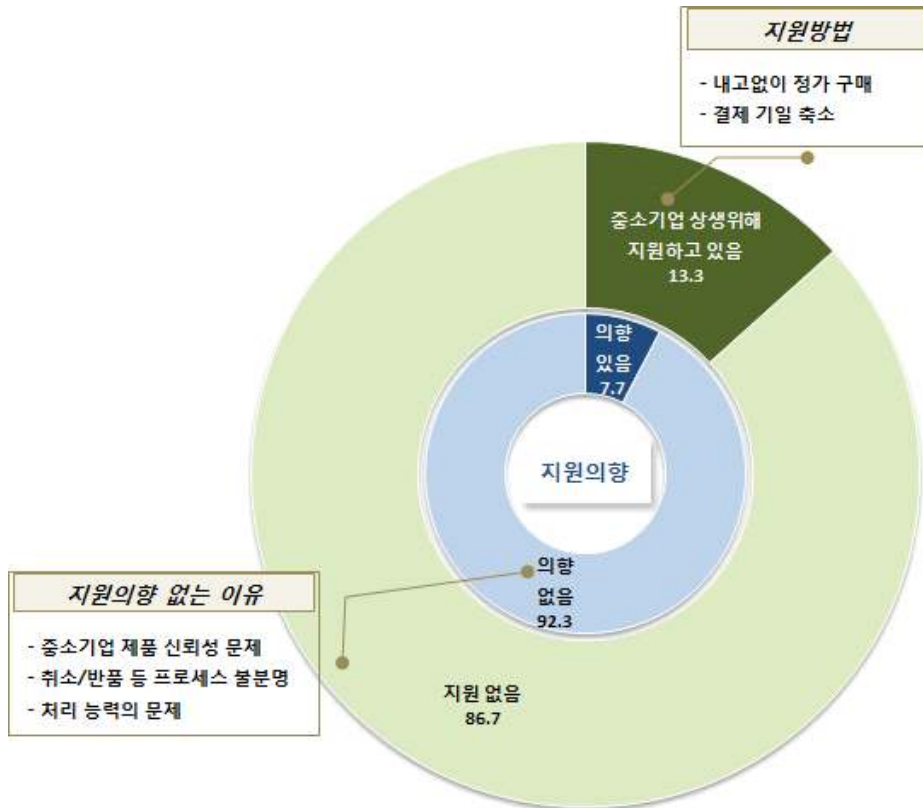 지원방법
- 내고없이 정가 구매
- 결제 기일 축소
중소기업 상생위해
지원하고 있음
13.3
의향
있음
7.7
지원의향
의향
없음
92.3
지원의향 없는 이유
- 중소기업 제품 신뢰성 문제
- 취소/반품 등 프로세스 불분명
- 처리 능력의 문제
지원 없음
86.7